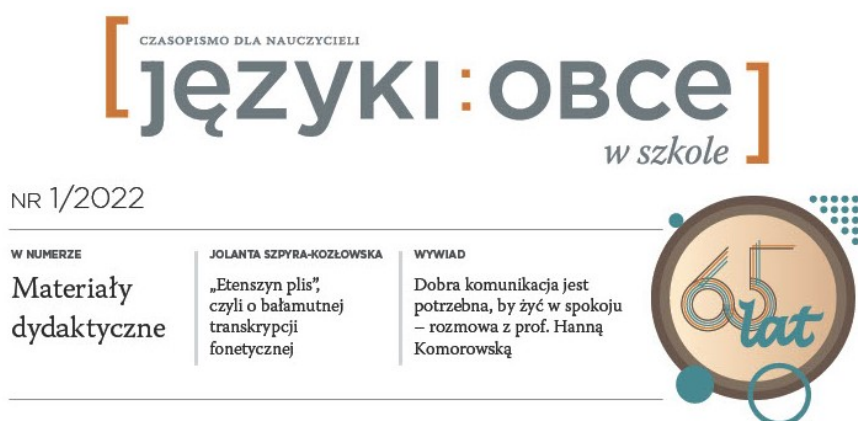 CZASOPISMO DLA NAUCZYCIELI
[języki:obce]
w szkole
NR 1/2022
W NUMERZE
Materiały
dydaktyczne
JOLANTA SZPYRA-KOZŁOWSKA
„Etenszyn plis”,
czyli o bałamutnej
transkrypcji
fonetycznej
WYWIAD
Dobra komunikacja jest
potrzebna, by żyć w spokoju
– rozmowa z prof. Hanną
Komorowską
65
lat